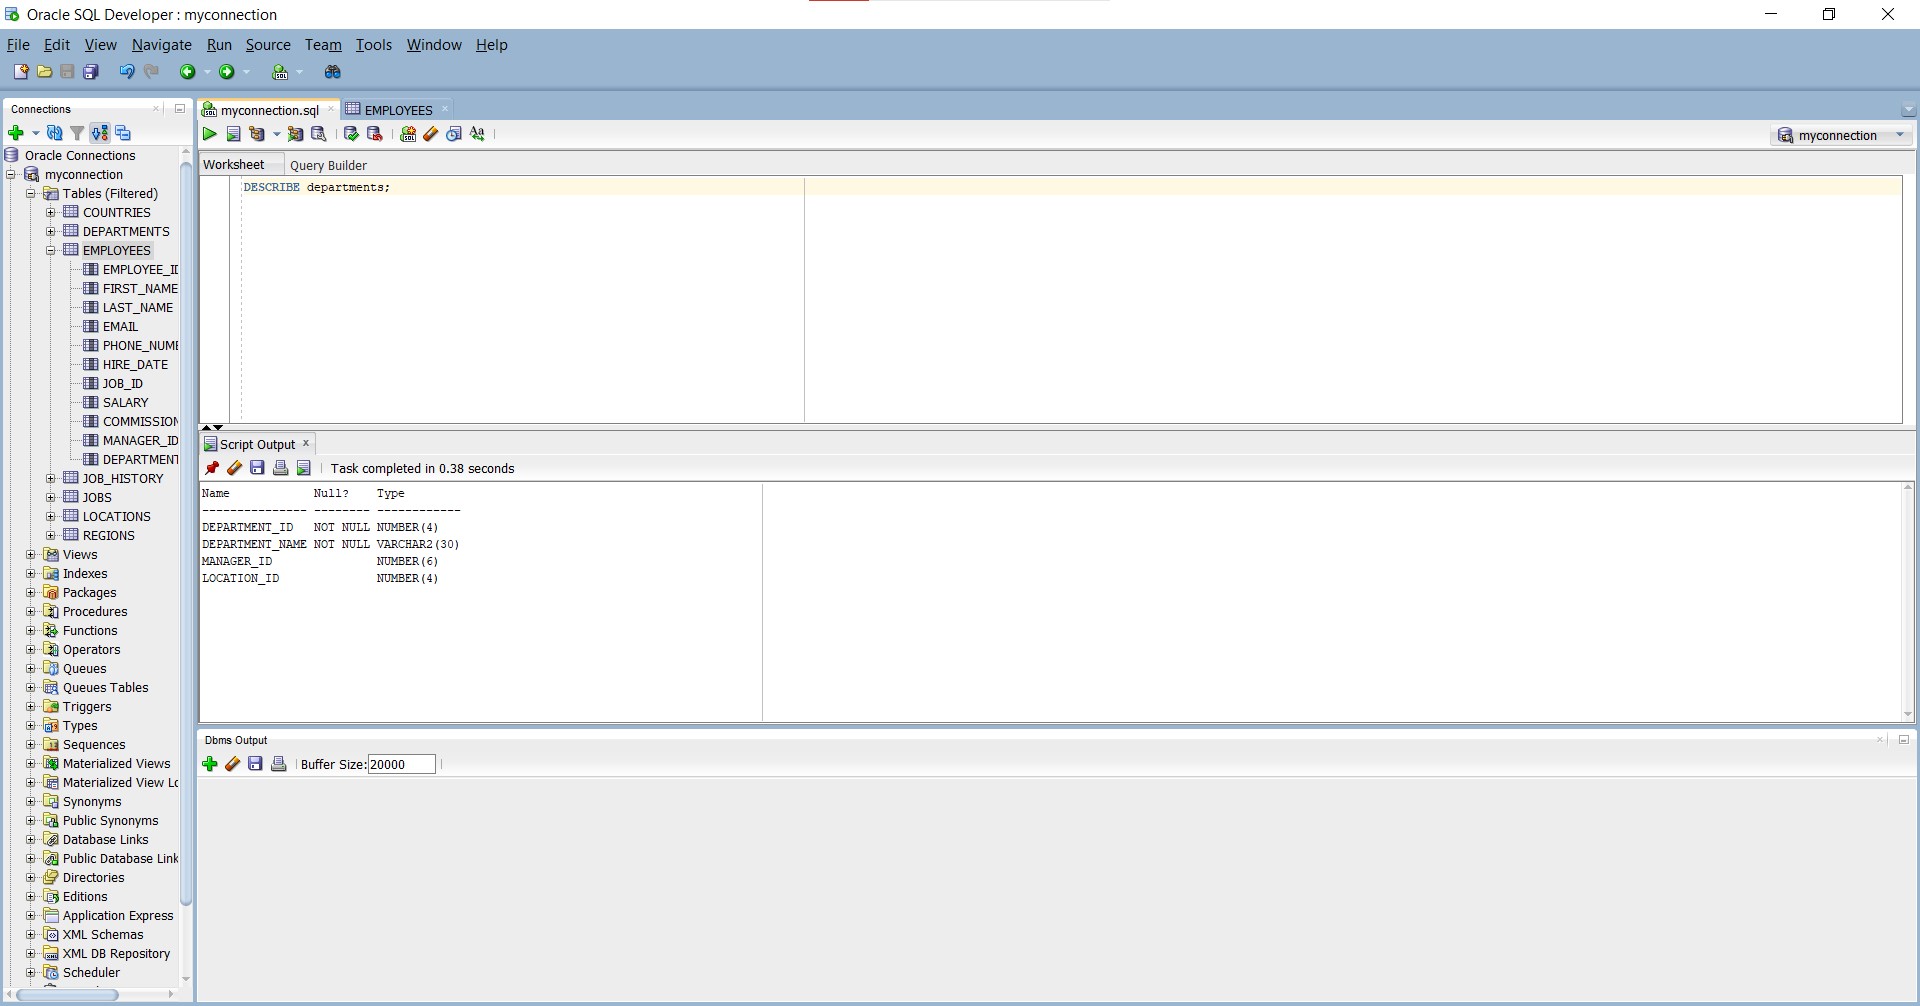 Oracle SQL Developer : myconnection
File Edit View Navigate Run Source Team Tools Window Help
Connections
Oracle Connections
myconnection
Tables (Filtered)
COUNTRIES
DEPARTMENTS
EMPLOYEES
EMPLOYEE_ID
FIRST_NAME
LAST_NAME
EMAIL
PHONE_NUME
HIRE_DATE
JOB_ID
SALARY
COMMISSION
MANAGER_ID
DEPARTMENT
JOB_HISTORY
JOBS
LOCATIONS
REGIONS
Views
Indexes
Packages
Procedures
Functions
Operators
Queues
Queues Tables
Triggers
Types
Sequences
Materialized Views
Materialized View Lo
Synonyms
Public Synonyms
Database Links
Public Database Link
Directories
Editions
Application Express
XML Schemas
XML DB Repository
Scheduler
myconnection.sql EMPLOYEES
myconnection
Worksheet Query Builder
DESCRIBE departments;
Script Output
Task completed in 0.38 seconds
Name Null? Type
--------------- -------- ------------
DEPARTMENT_ID NOT NULL NUMBER(4)
DEPARTMENT_NAME NOT NULL VARCHAR2(30)
MANAGER_ID NUMBER(6)
LOCATION_ID NUMBER(4)
Dbms Output
Buffer Size: 20000